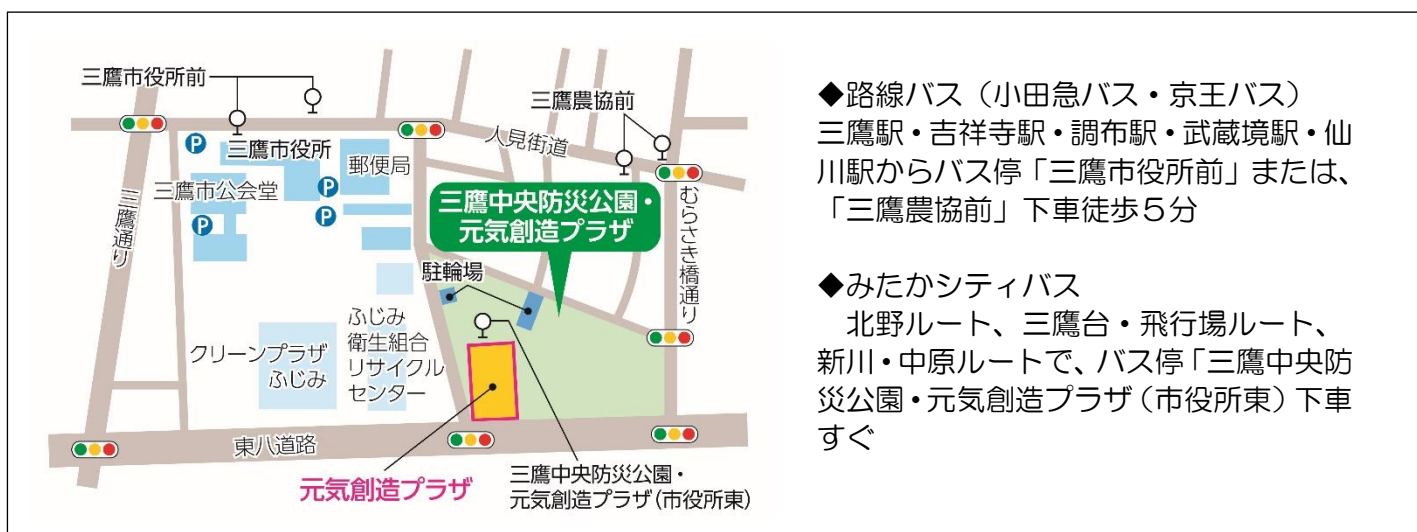 三鷹市役所前
三鷹農協前
三鷹市役所
郵便局
人見街道
三鷹市公会堂
P
P
P
P
三鷹通り
むらさき橋通り
三鷹中央防災公園・
元気創造プラザ
駐輪場
ふじみ
衛生組合
リサイクル
センター
クリーンプラザ
ふじみ
東八道路
元気創造プラザ
三鷹中央防災公園・
元気創造プラザ(市役所東)
◆路線バス（小田急バス・京王バス）
三鷹駅・吉祥寺駅・調布駅・武蔵境駅・仙
川駅からバス停「三鷹市役所前」または、
「三鷹農協前」下車徒歩５分
◆みたかシティバス
　北野ルート、三鷹台・飛行場ルート、
新川・中原ルートで、バス停「三鷹中央防
災公園・元気創造プラザ（市役所東）下車
すぐ